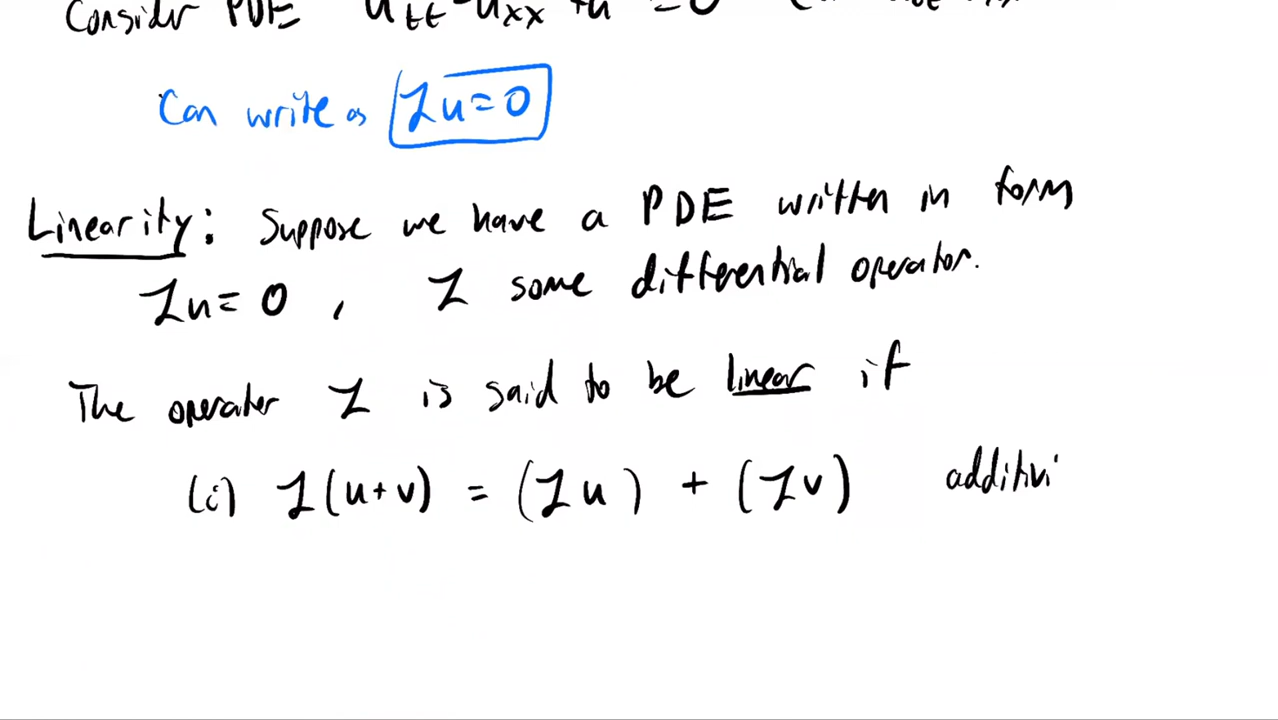 Consider PDE u_tt - u_xx + u = 0
Can write as ℒu=0
Linearity: Suppose we have a PDE written in form
ℒu=0 , ℒ some differential operator.
The operator ℒ is said to be linear if
(i) ℒ(u+v) = (ℒu) + (ℒv) additivi